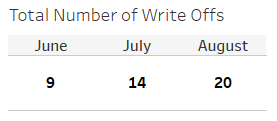 Total Number of Write Offs
June July August
9 14 20